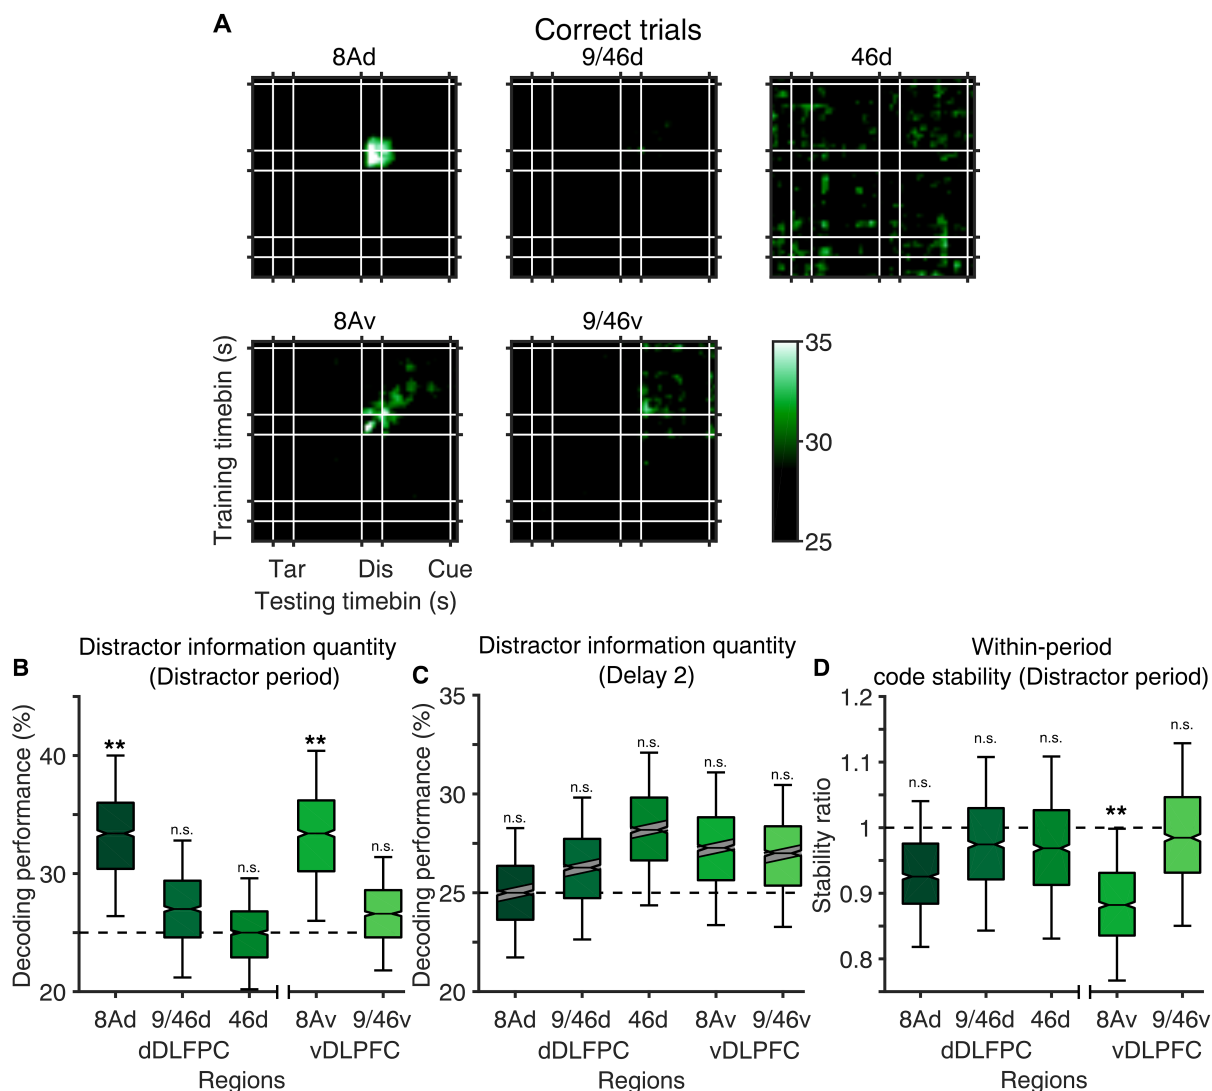 A
Correct trials
8Ad
9/46d
46d
8Av
9/46v
Training timebin (s)
35
30
25
Tar Dis Cue
Testing timebin (s)
B
Distractor information quantity
(Distractor period)
Decoding performance (%)
40
30
20
**
n.s.
n.s.
**
n.s.
8Ad 9/46d 46d 8Av 9/46v
dDLFPC vDLPFC
Regions
C
Distractor information quantity
(Delay 2)
Decoding performance (%)
35
30
25
20
n.s.
n.s.
n.s.
n.s.
n.s.
8Ad 9/46d 46d 8Av 9/46v
dDLFPC vDLPFC
Regions
D
Within-period
code stability (Distractor period)
Stability ratio
1.2
1.1
1
0.9
0.8
n.s.
n.s.
n.s.
**
n.s.
8Ad 9/46d 46d 8Av 9/46v
dDLFPC vDLPFC
Regions